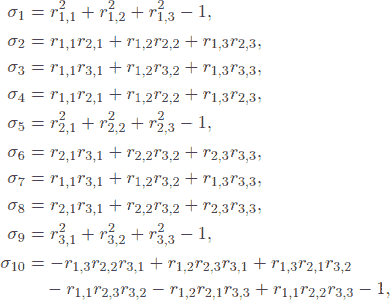 σ₁ = r²₁,₁ + r²₁,₂ + r²₁,₃ − 1,
σ₂ = r₁,₁r₂,₁ + r₁,₂r₂,₂ + r₁,₃r₂,₃,
σ₃ = r₁,₁r₃,₁ + r₁,₂r₃,₂ + r₁,₃r₃,₃,
σ₄ = r₁,₁r₂,₁ + r₁,₂r₂,₂ + r₁,₃r₂,₃,
σ₅ = r²₂,₁ + r²₂,₂ + r²₂,₃ − 1,
σ₆ = r₂,₁r₃,₁ + r₂,₂r₃,₂ + r₂,₃r₃,₃,
σ₇ = r₁,₁r₃,₁ + r₁,₂r₃,₂ + r₁,₃r₃,₃,
σ₈ = r₂,₁r₃,₁ + r₂,₂r₃,₂ + r₂,₃r₃,₃,
σ₉ = r²₃,₁ + r²₃,₂ + r²₃,₃ − 1,
σ₁₀ = −r₁,₃r₂,₂r₃,₁ + r₁,₂r₂,₃r₃,₁ + r₁,₃r₂,₁r₃,₂
− r₁,₁r₂,₃r₃,₂ − r₁,₂r₂,₁r₃,₃ + r₁,₁r₂,₂r₃,₃ − 1,